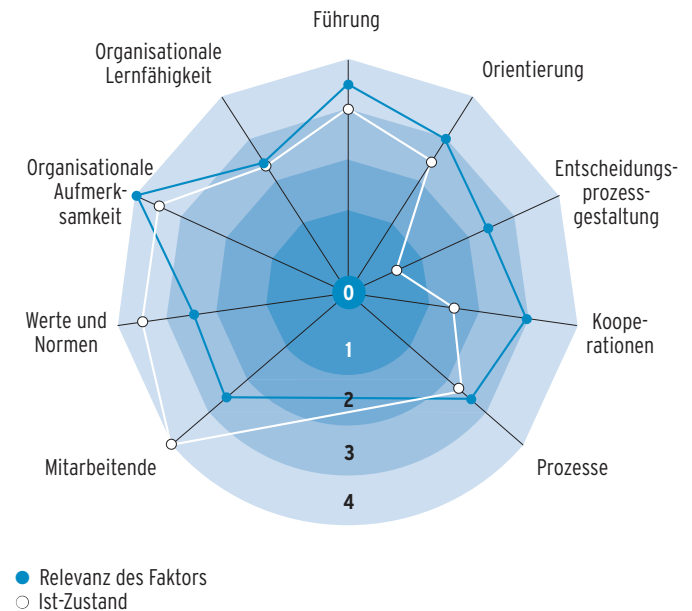 Führung
Organisationale
Lernfähigkeit
Orientierung
Organisationale
Aufmerk-
samkeit
Entscheidungs-
prozess-
gestaltung
0
Werte und
Normen
Koope-
rationen
1
2
Mitarbeitende
3
Prozesse
4
Relevanz des Faktors
Ist-Zustand